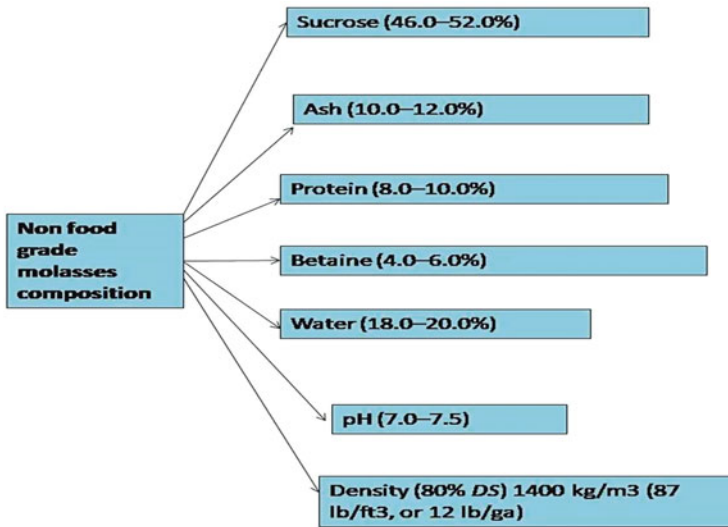 Sucrose (46.0–52.0%)
Ash (10.0–12.0%)
Protein (8.0–10.0%)
Non food
grade
molasses
composition
Betaine (4.0–6.0%)
Water (18.0–20.0%)
pH (7.0–7.5)
Density (80% DS) 1400 kg/m3 (87
lb/ft3, or 12 lb/ga)